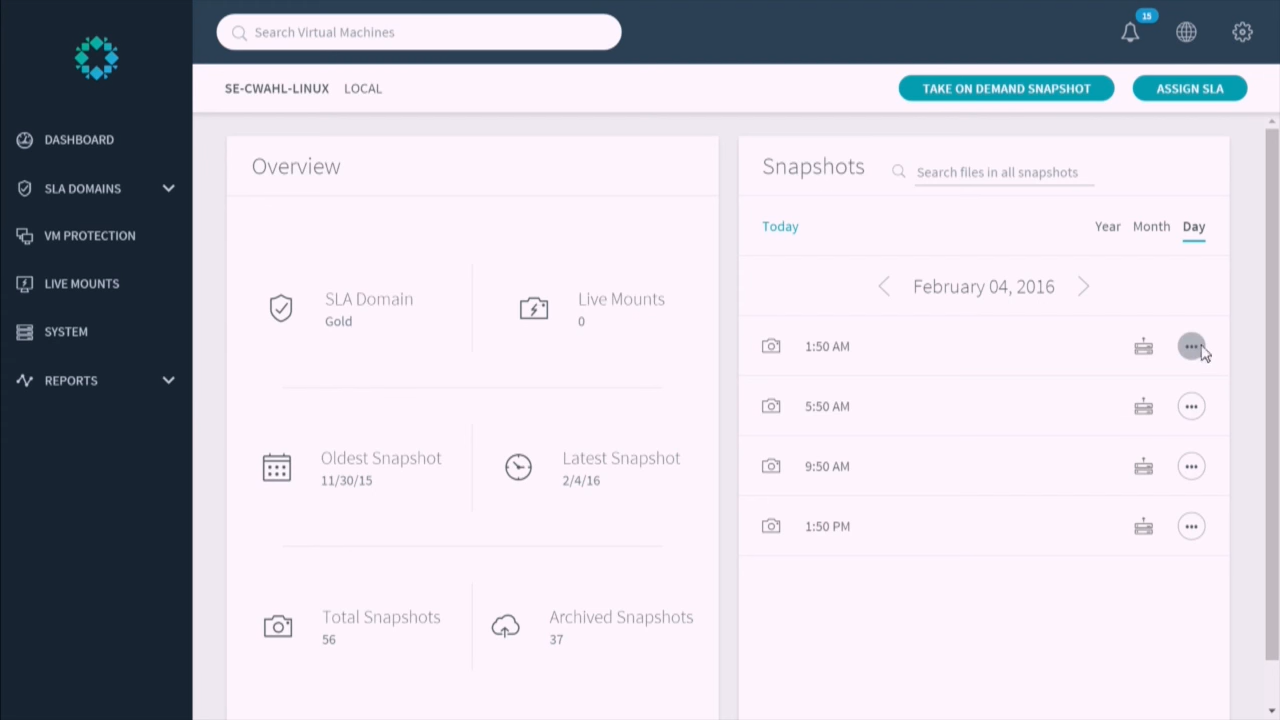 15
Search Virtual Machines
SE-CWAHL-LINUX LOCAL
TAKE ON DEMAND SNAPSHOT
ASSIGN SLA
DASHBOARD
SLA DOMAINS
VM PROTECTION
LIVE MOUNTS
SYSTEM
REPORTS
Overview
SLA Domain
Gold
Live Mounts
0
Oldest Snapshot
11/30/15
Latest Snapshot
2/4/16
Total Snapshots
56
Archived Snapshots
37
Snapshots
Search files in all snapshots
Today
Year Month Day
February 04, 2016
1:50 AM
5:50 AM
9:50 AM
1:50 PM